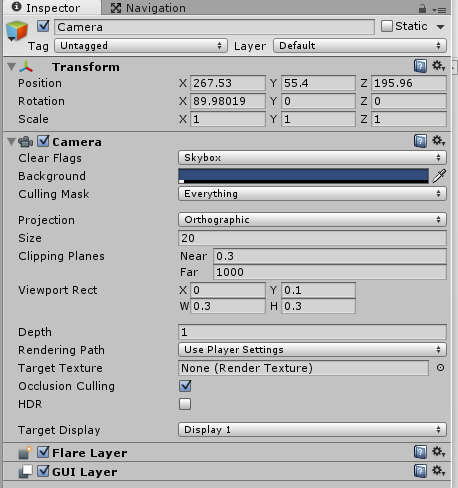 Inspector Navigation
Camera Static
Tag Untagged Layer Default
Transform
Position X 267.53 Y 55.4 Z 195.96
Rotation X 89.98019 Y 0 Z 0
Scale X 1 Y 1 Z 1
Camera
Clear Flags Skybox
Background
Culling Mask Everything
Projection Orthographic
Size 20
Clipping Planes Near 0.3
Far 1000
Viewport Rect X 0 Y 0.1
W 0.3 H 0.3
Depth 1
Rendering Path Use Player Settings
Target Texture None (Render Texture)
Occlusion Culling
HDR
Target Display Display 1
Flare Layer
GUI Layer